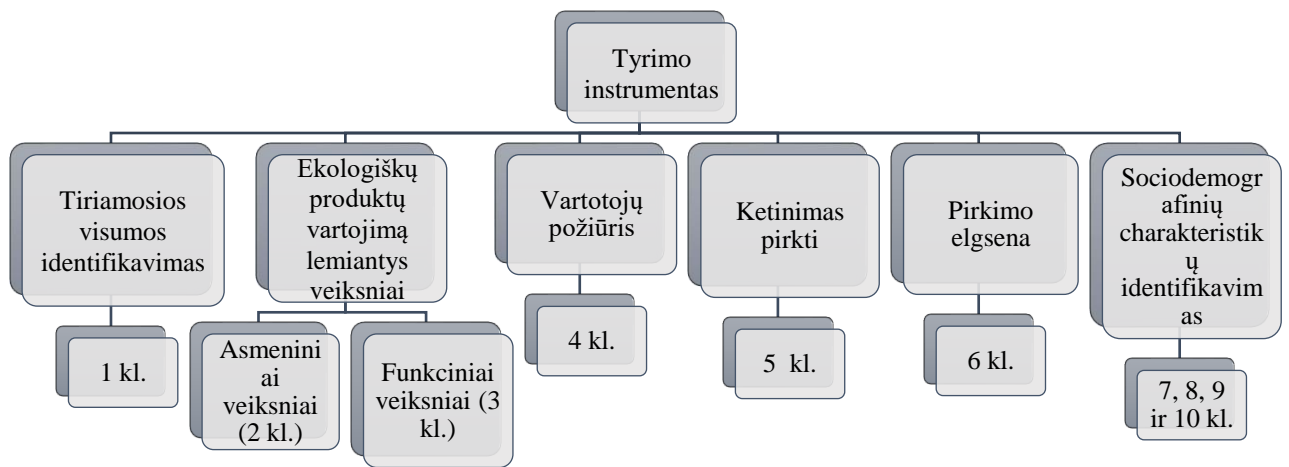 Tyrimo
instrumentas
Tiriamosios
visumos
identifikavimas
Ekologiškų
produktų
vartojimą
lemiantys
veiksniai
Vartotojų
požiūris
Ketinimas
pirkti
Pirkimo
elgsena
Sociodemogr
afinių
charakteristik
ų
identifikavim
as
1 kl.
Asmenini
ai
veiksniai
(2 kl.)
Funkciniai
veiksniai (3
kl.)
4 kl.
5 kl.
6 kl.
7, 8, 9
ir 10 kl.